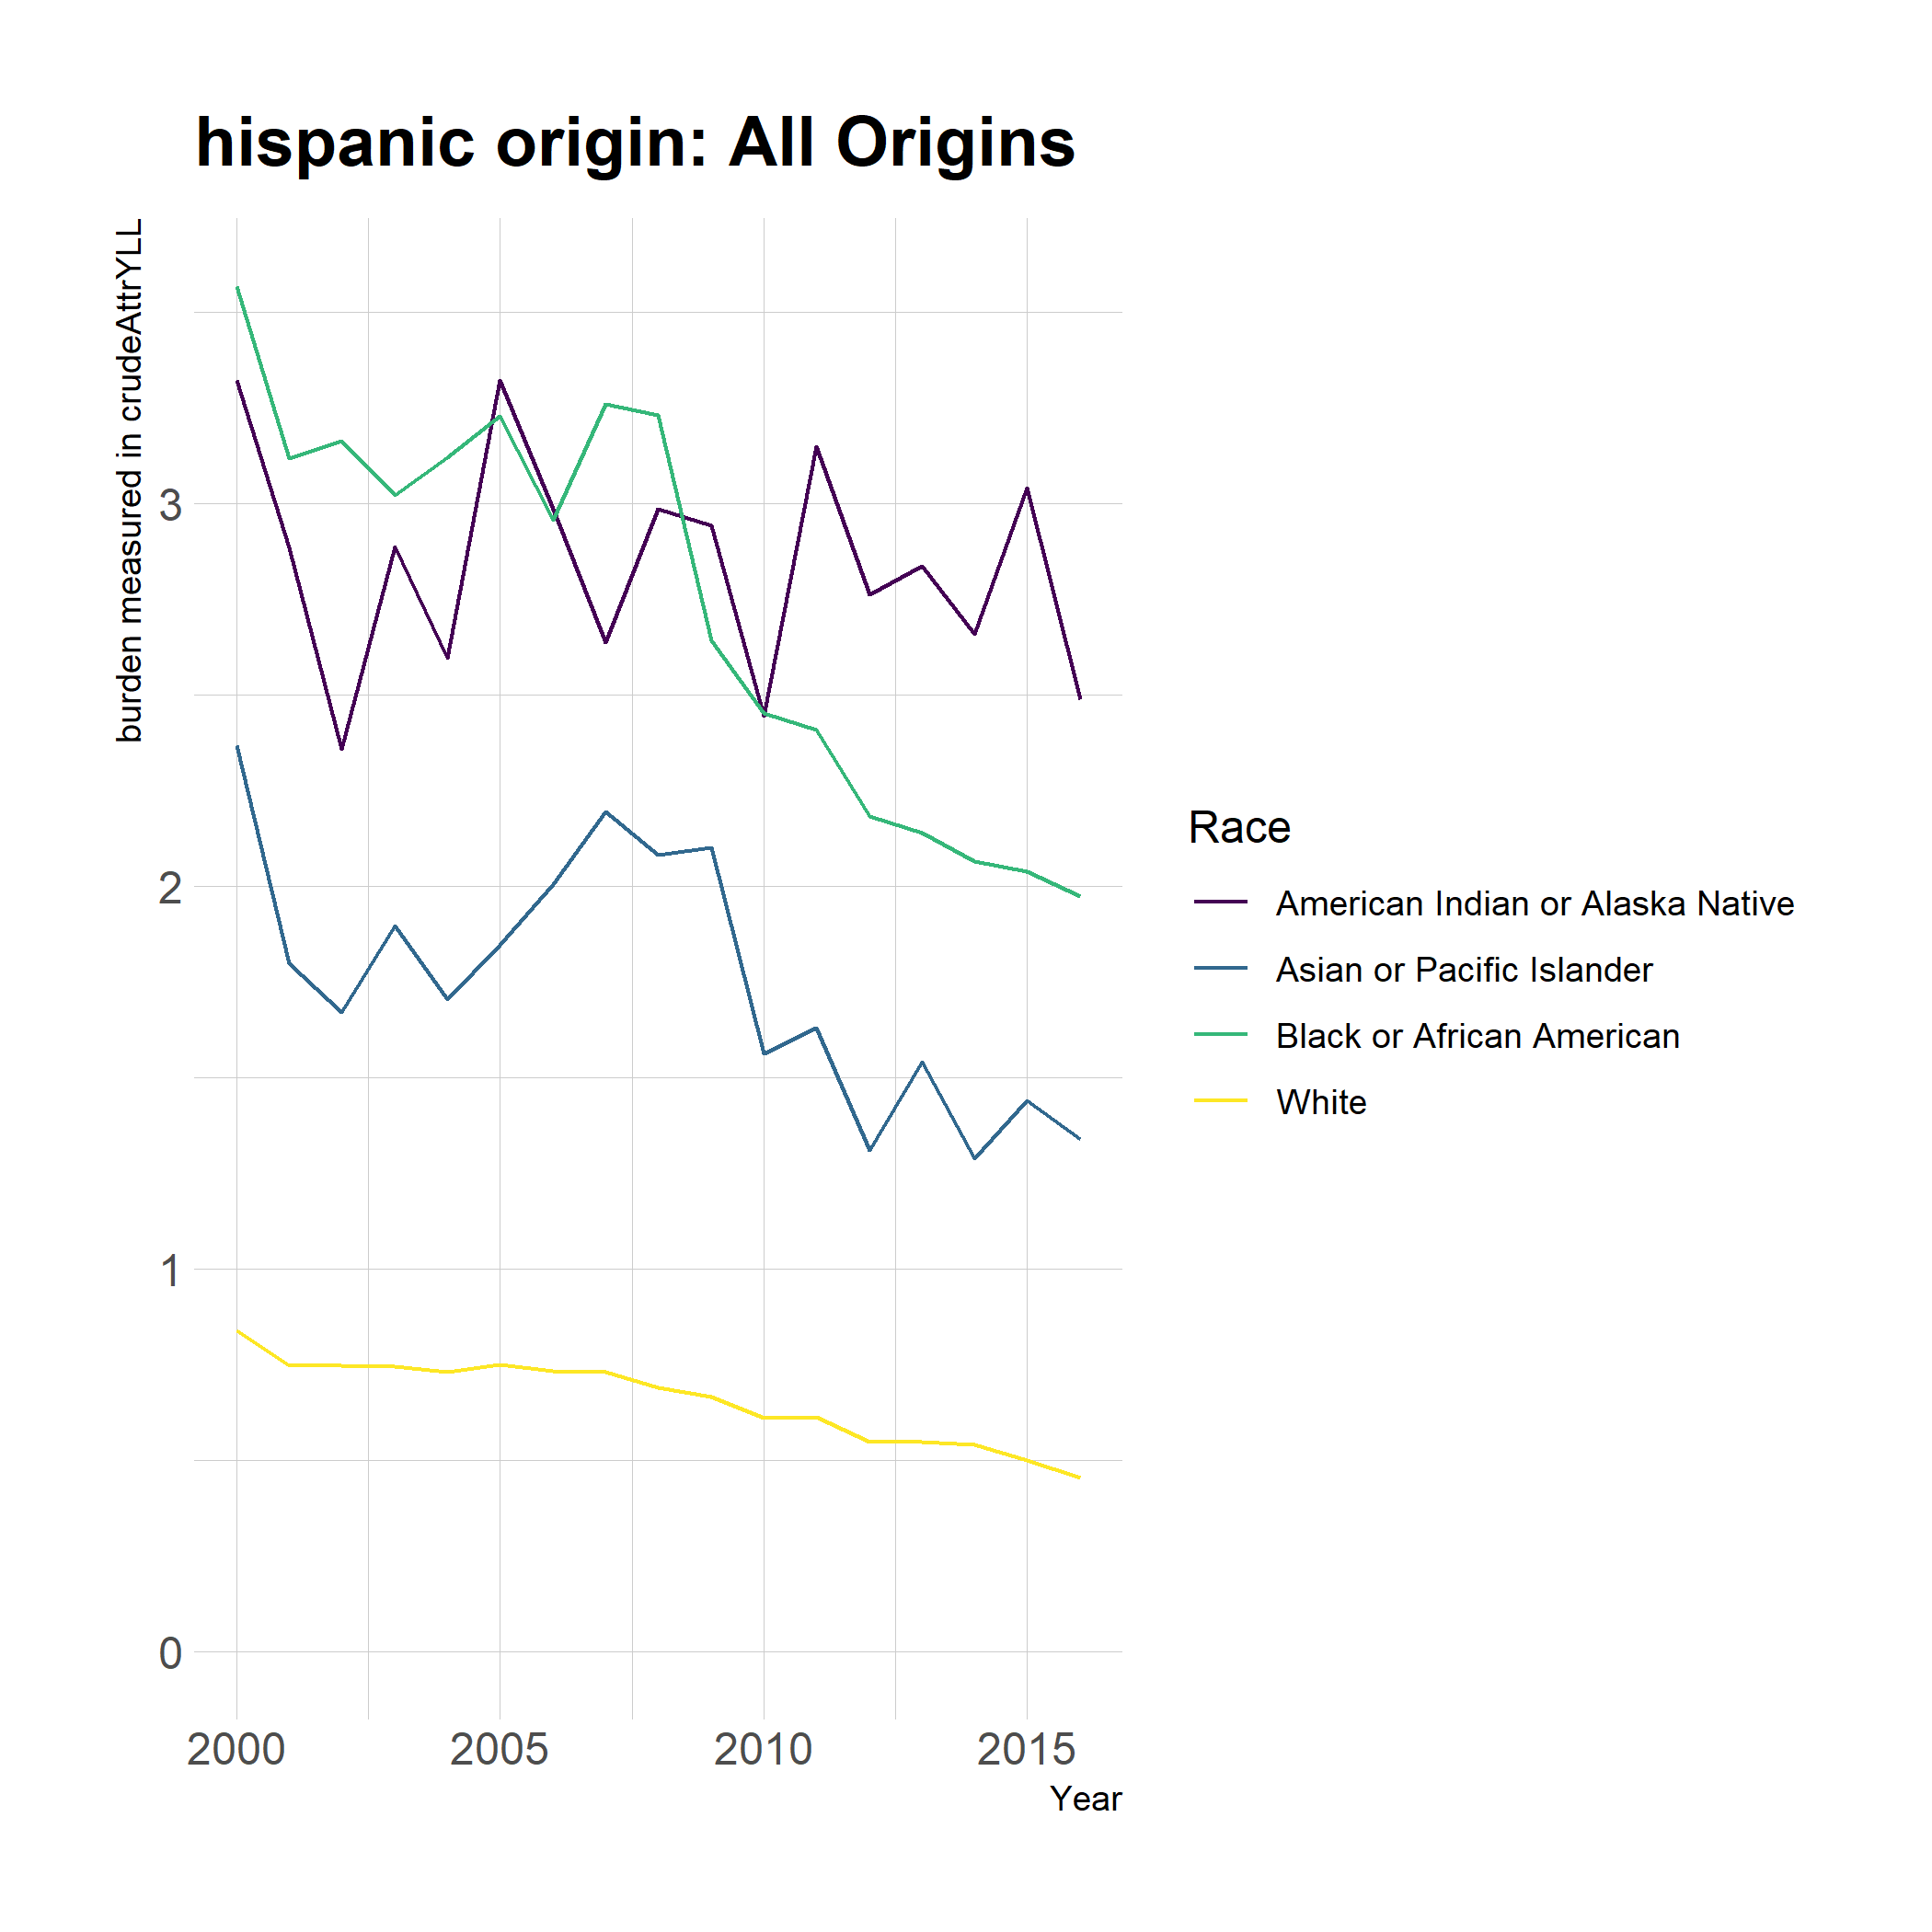 hispanic origin: All Origins
burden measured in crudeAttrYLL
3
2
1
0
2000 2005 2010 2015
Year
Race
American Indian or Alaska Native
Asian or Pacific Islander
Black or African American
White